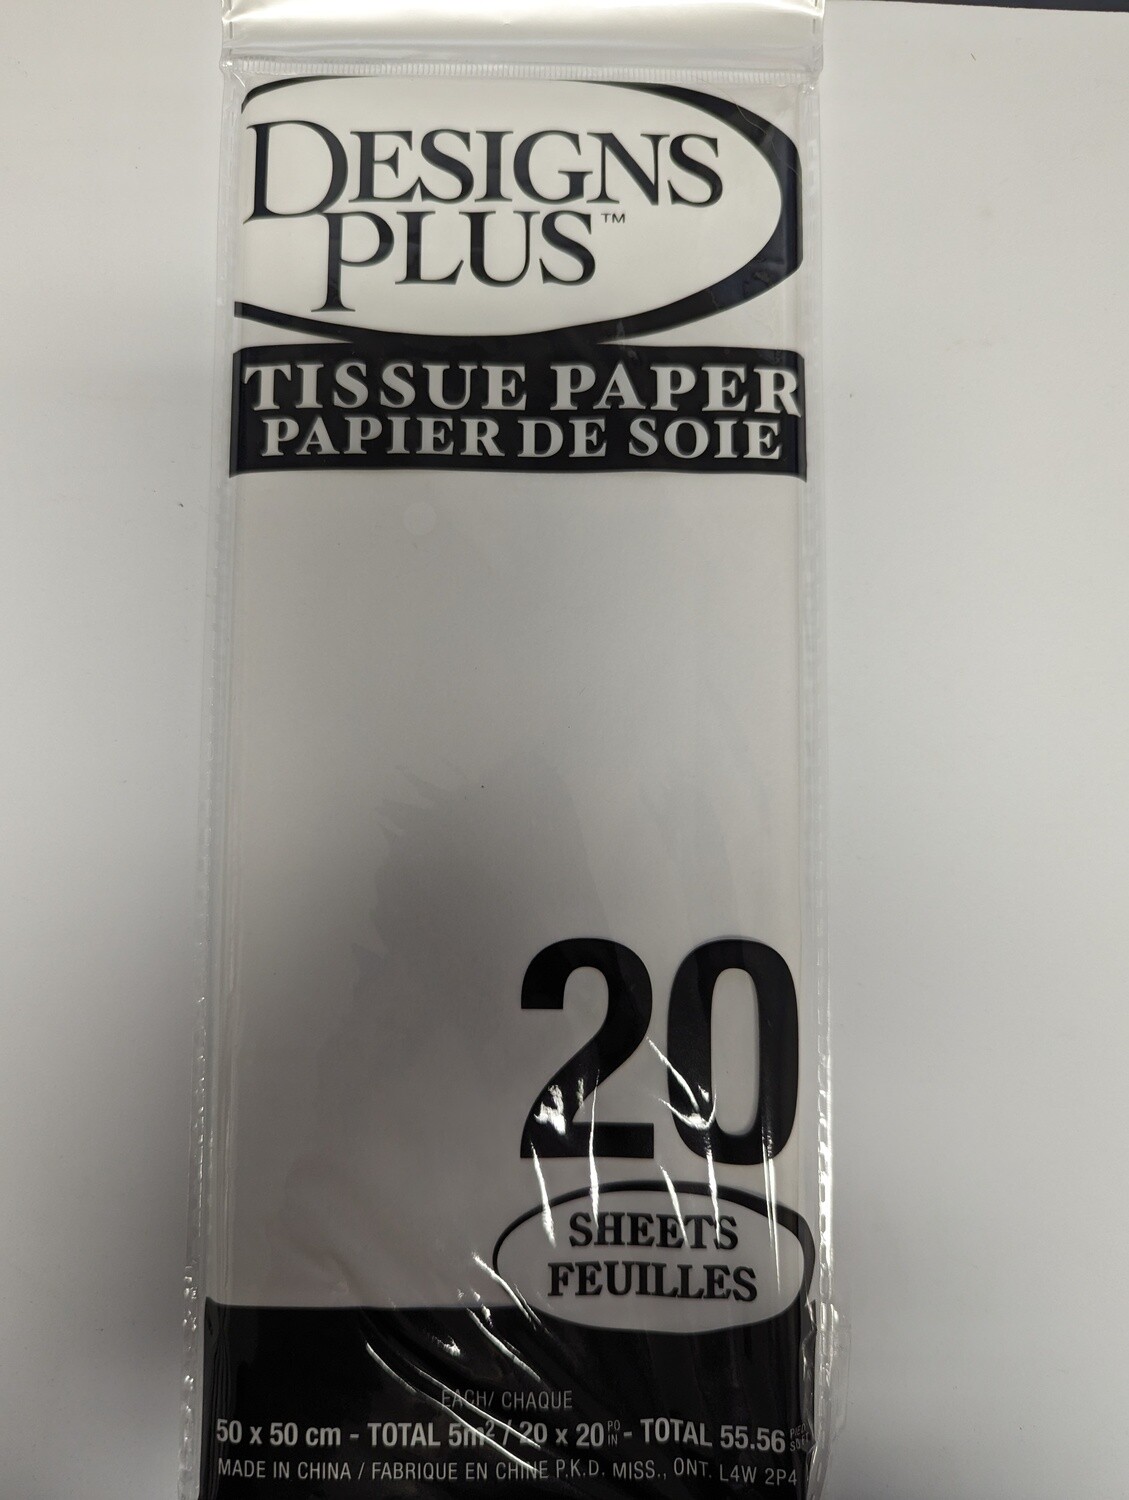 DESIGNS
PLUS™
TISSUE PAPER
PAPIER DE SOIE
20
SHEETS
FEUILLES
EACH/ CHAQUE
50 x 50 cm - TOTAL 5m² / 20 x 20 PO IN - TOTAL 55.56
MADE IN CHINA / FABRIQUE EN CHINE P.K.D. MISS., ONT. L4W 2P4